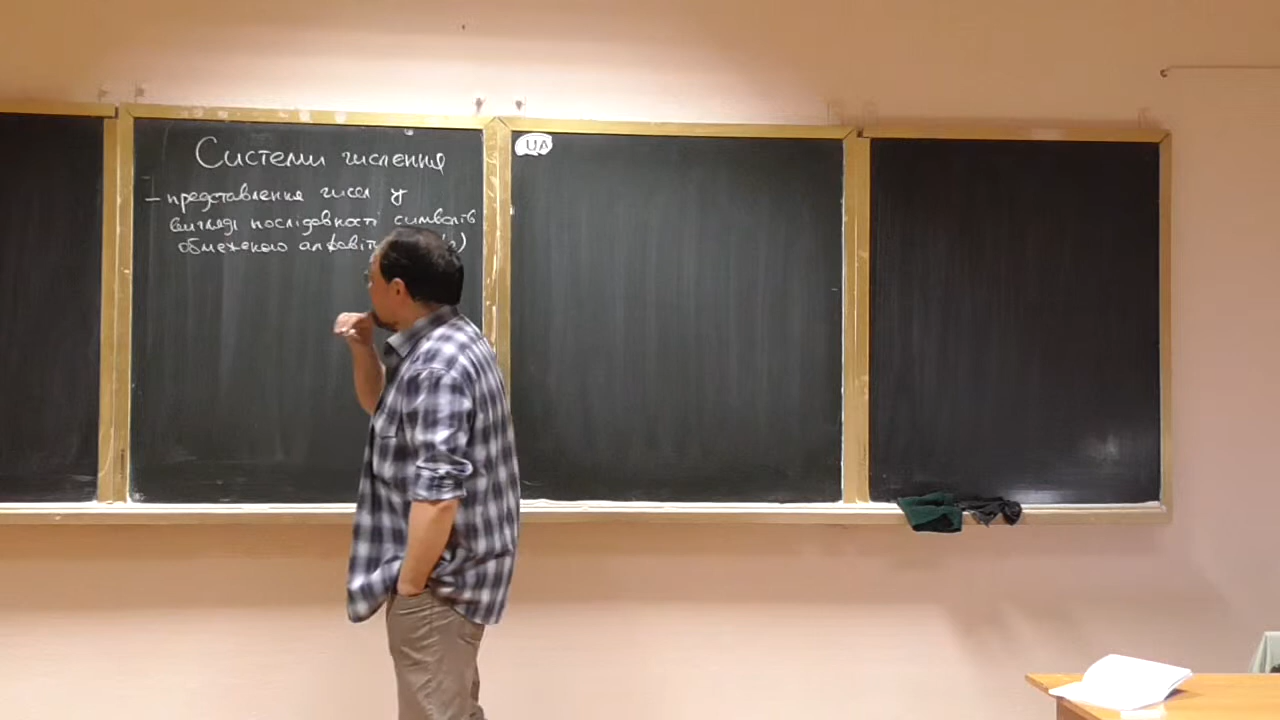 Системи числення
- представлення чисел у
вигляді послідовності символів
обмеженого алфавіту
UA